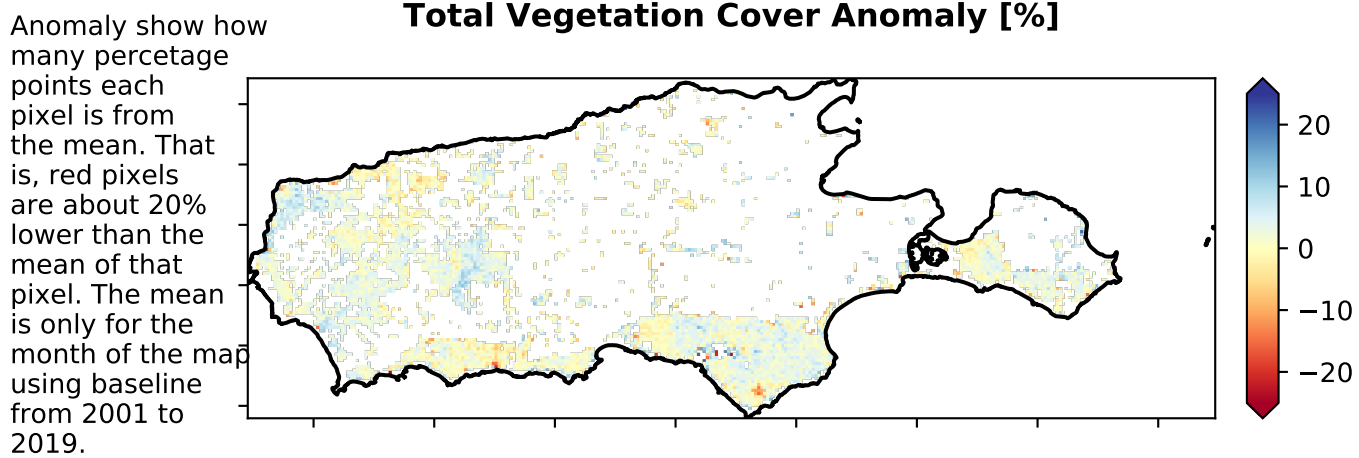 Total Vegetation Cover Anomaly [%]
Anomaly show how
many percetage
points each
pixel is from
the mean. That
is, red pixels
are about 20%
lower than the
mean of that
pixel. The mean
is only for the
month of the map
using baseline
from 2001 to
2019.
20
10
0
−10
−20